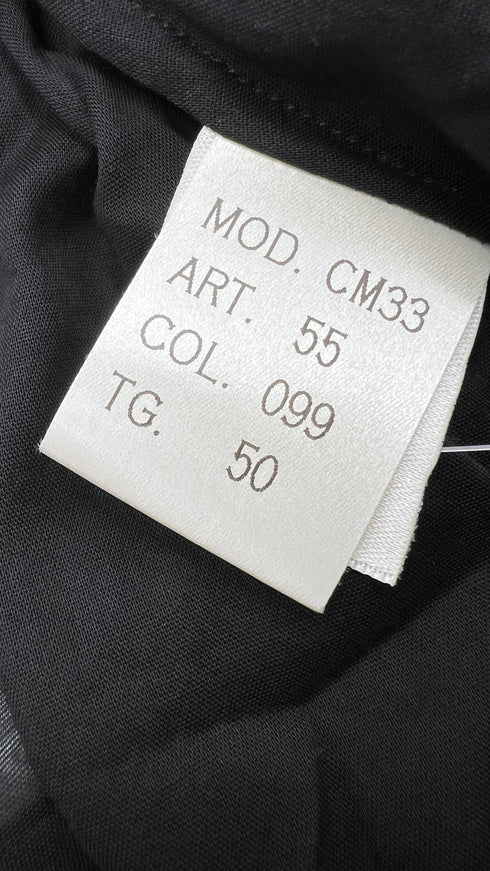 MOD. CM33
ART. 55
COL. 099
TG. 50